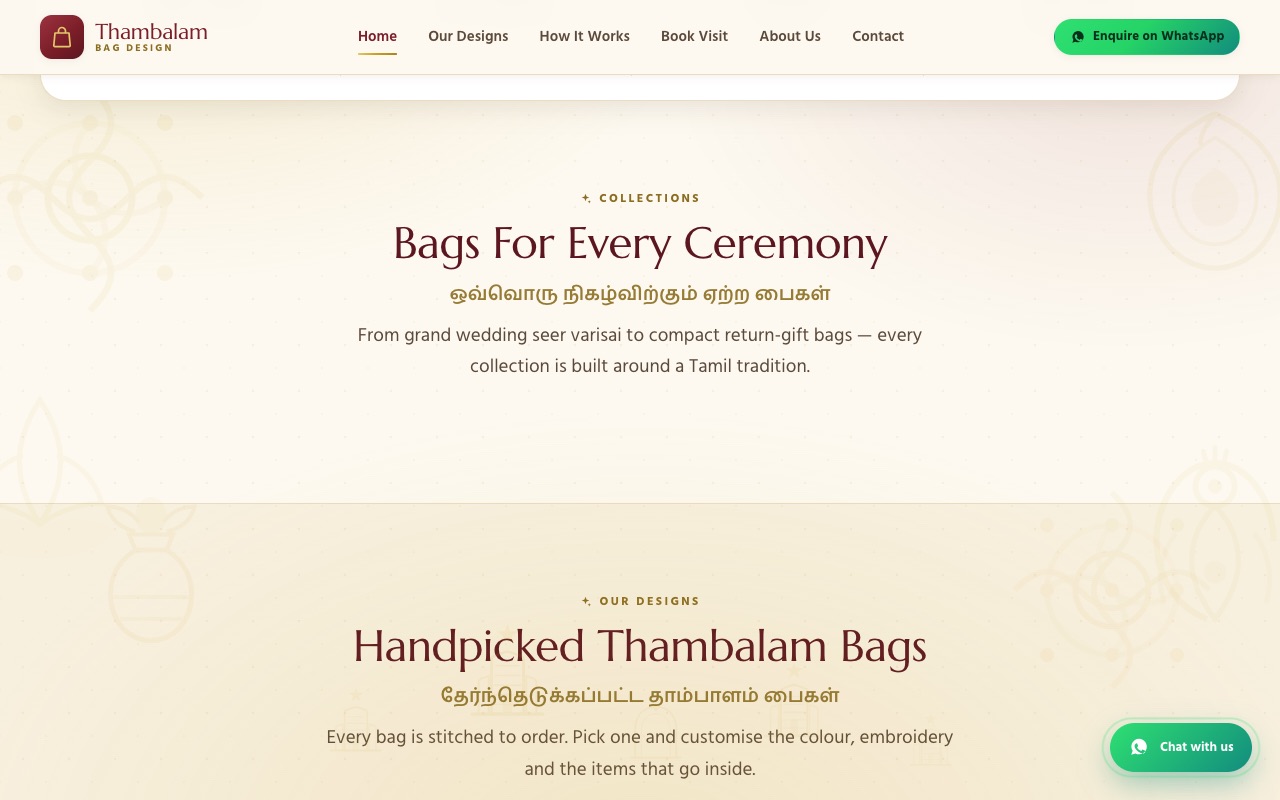 Thambalam
BAG DESIGN
Home
Our Designs
How It Works
Book Visit
About Us
Contact
Enquire on WhatsApp
COLLECTIONS
Bags For Every Ceremony
ஒவ்வொரு நிகழ்விற்கும் ஏற்ற பைகள்
From grand wedding seer varisai to compact return-gift bags — every
collection is built around a Tamil tradition.
OUR DESIGNS
Handpicked Thambalam Bags
தேர்ந்தெடுக்கப்பட்ட தாம்பாளம் பைகள்
Every bag is stitched to order. Pick one and customise the colour, embroidery
and the items that go inside.
Chat with us